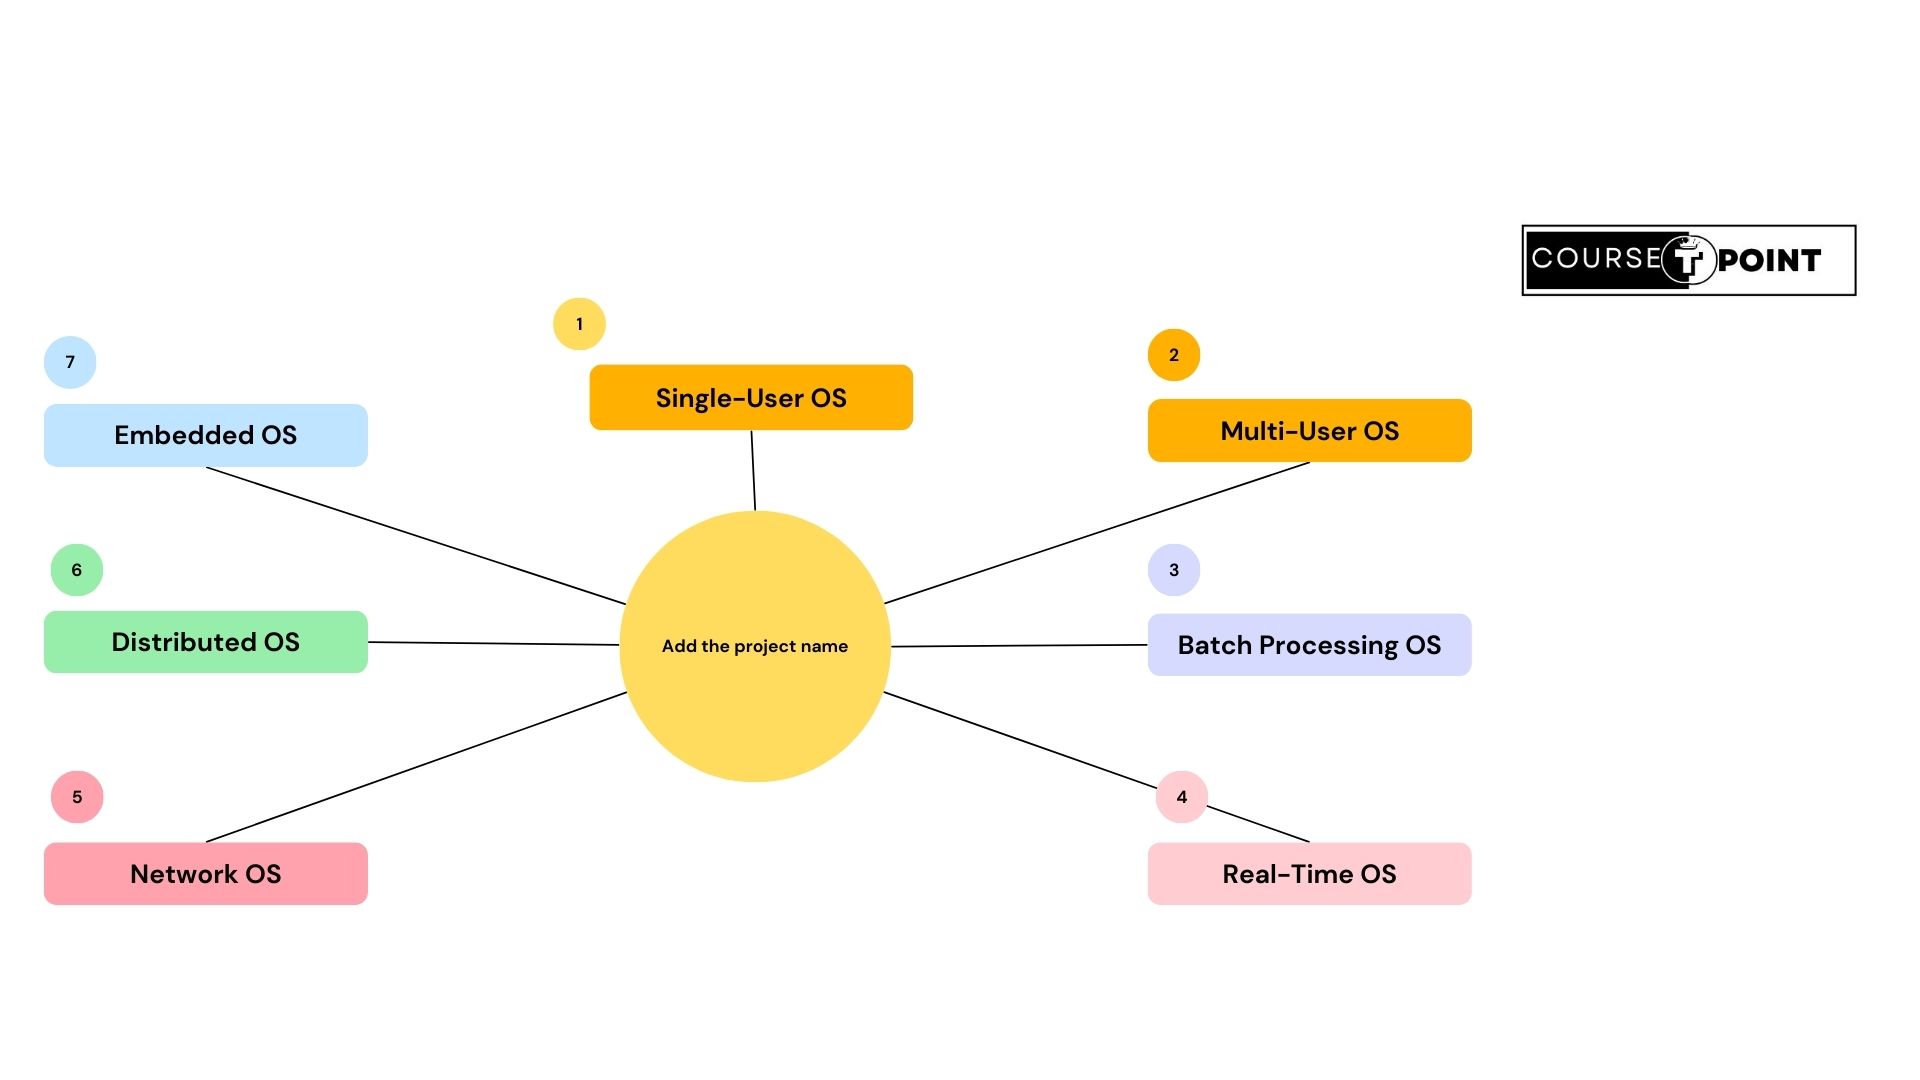 COURSE T POINT
1
Single-User OS
2
Multi-User OS
7
Embedded OS
6
Distributed OS
Add the project name
3
Batch Processing OS
5
Network OS
4
Real-Time OS